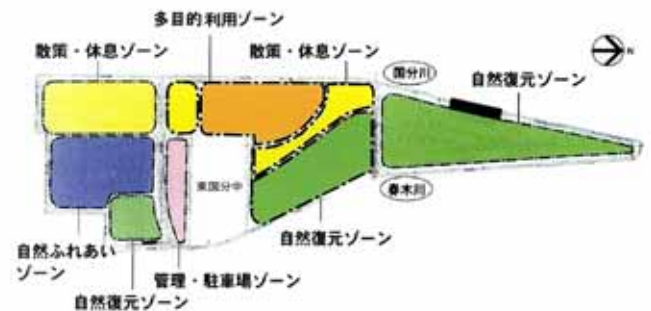 多目的利用ゾーン
散策・休息ゾーン
散策・休息ゾーン
国分川
N
自然復元ゾーン
東国分中
春木川
自然復元ゾーン
自然ふれあい
ゾーン
管理・駐車場ゾーン
自然復元ゾーン